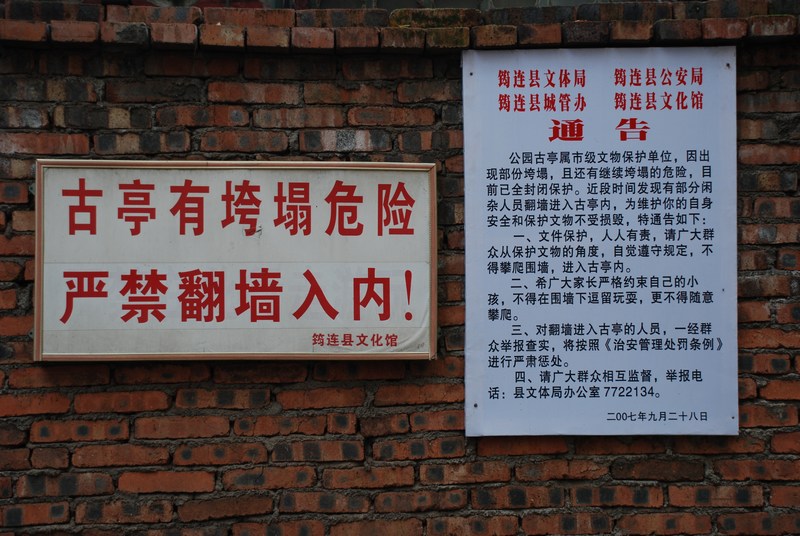 古亭有垮塌危险
严禁翻墙入内！
筠连县文化馆
筠连县文体局 筠连县公安局
筠连县城管办 筠连县文化馆
通告
公园古亭属市级文物保护单位，因出
现部份垮塌，且还有继续垮塌的危险，目
前已全封闭保护。近段时间发现有部分闲
杂人员翻墙进入古亭内，为维护你的自身
安全和保护文物不受损毁，特通告如下：
一、文件保护，人人有责，请广大群
众从保护文物的角度，自觉遵守规定，不
得攀爬围墙，进入古亭内。
二、希广大家长严格约束自己的小
孩，不得在围墙下逗留玩耍，更不得随意
攀爬。
三、对翻墙进入古亭的人员，一经群
众举报查实，将按照《治安管理处罚条例》
进行严肃惩处。
四、请广大群众相互监督，举报电
话：县文体局办公室 7722134。
二00七年九月二十八日